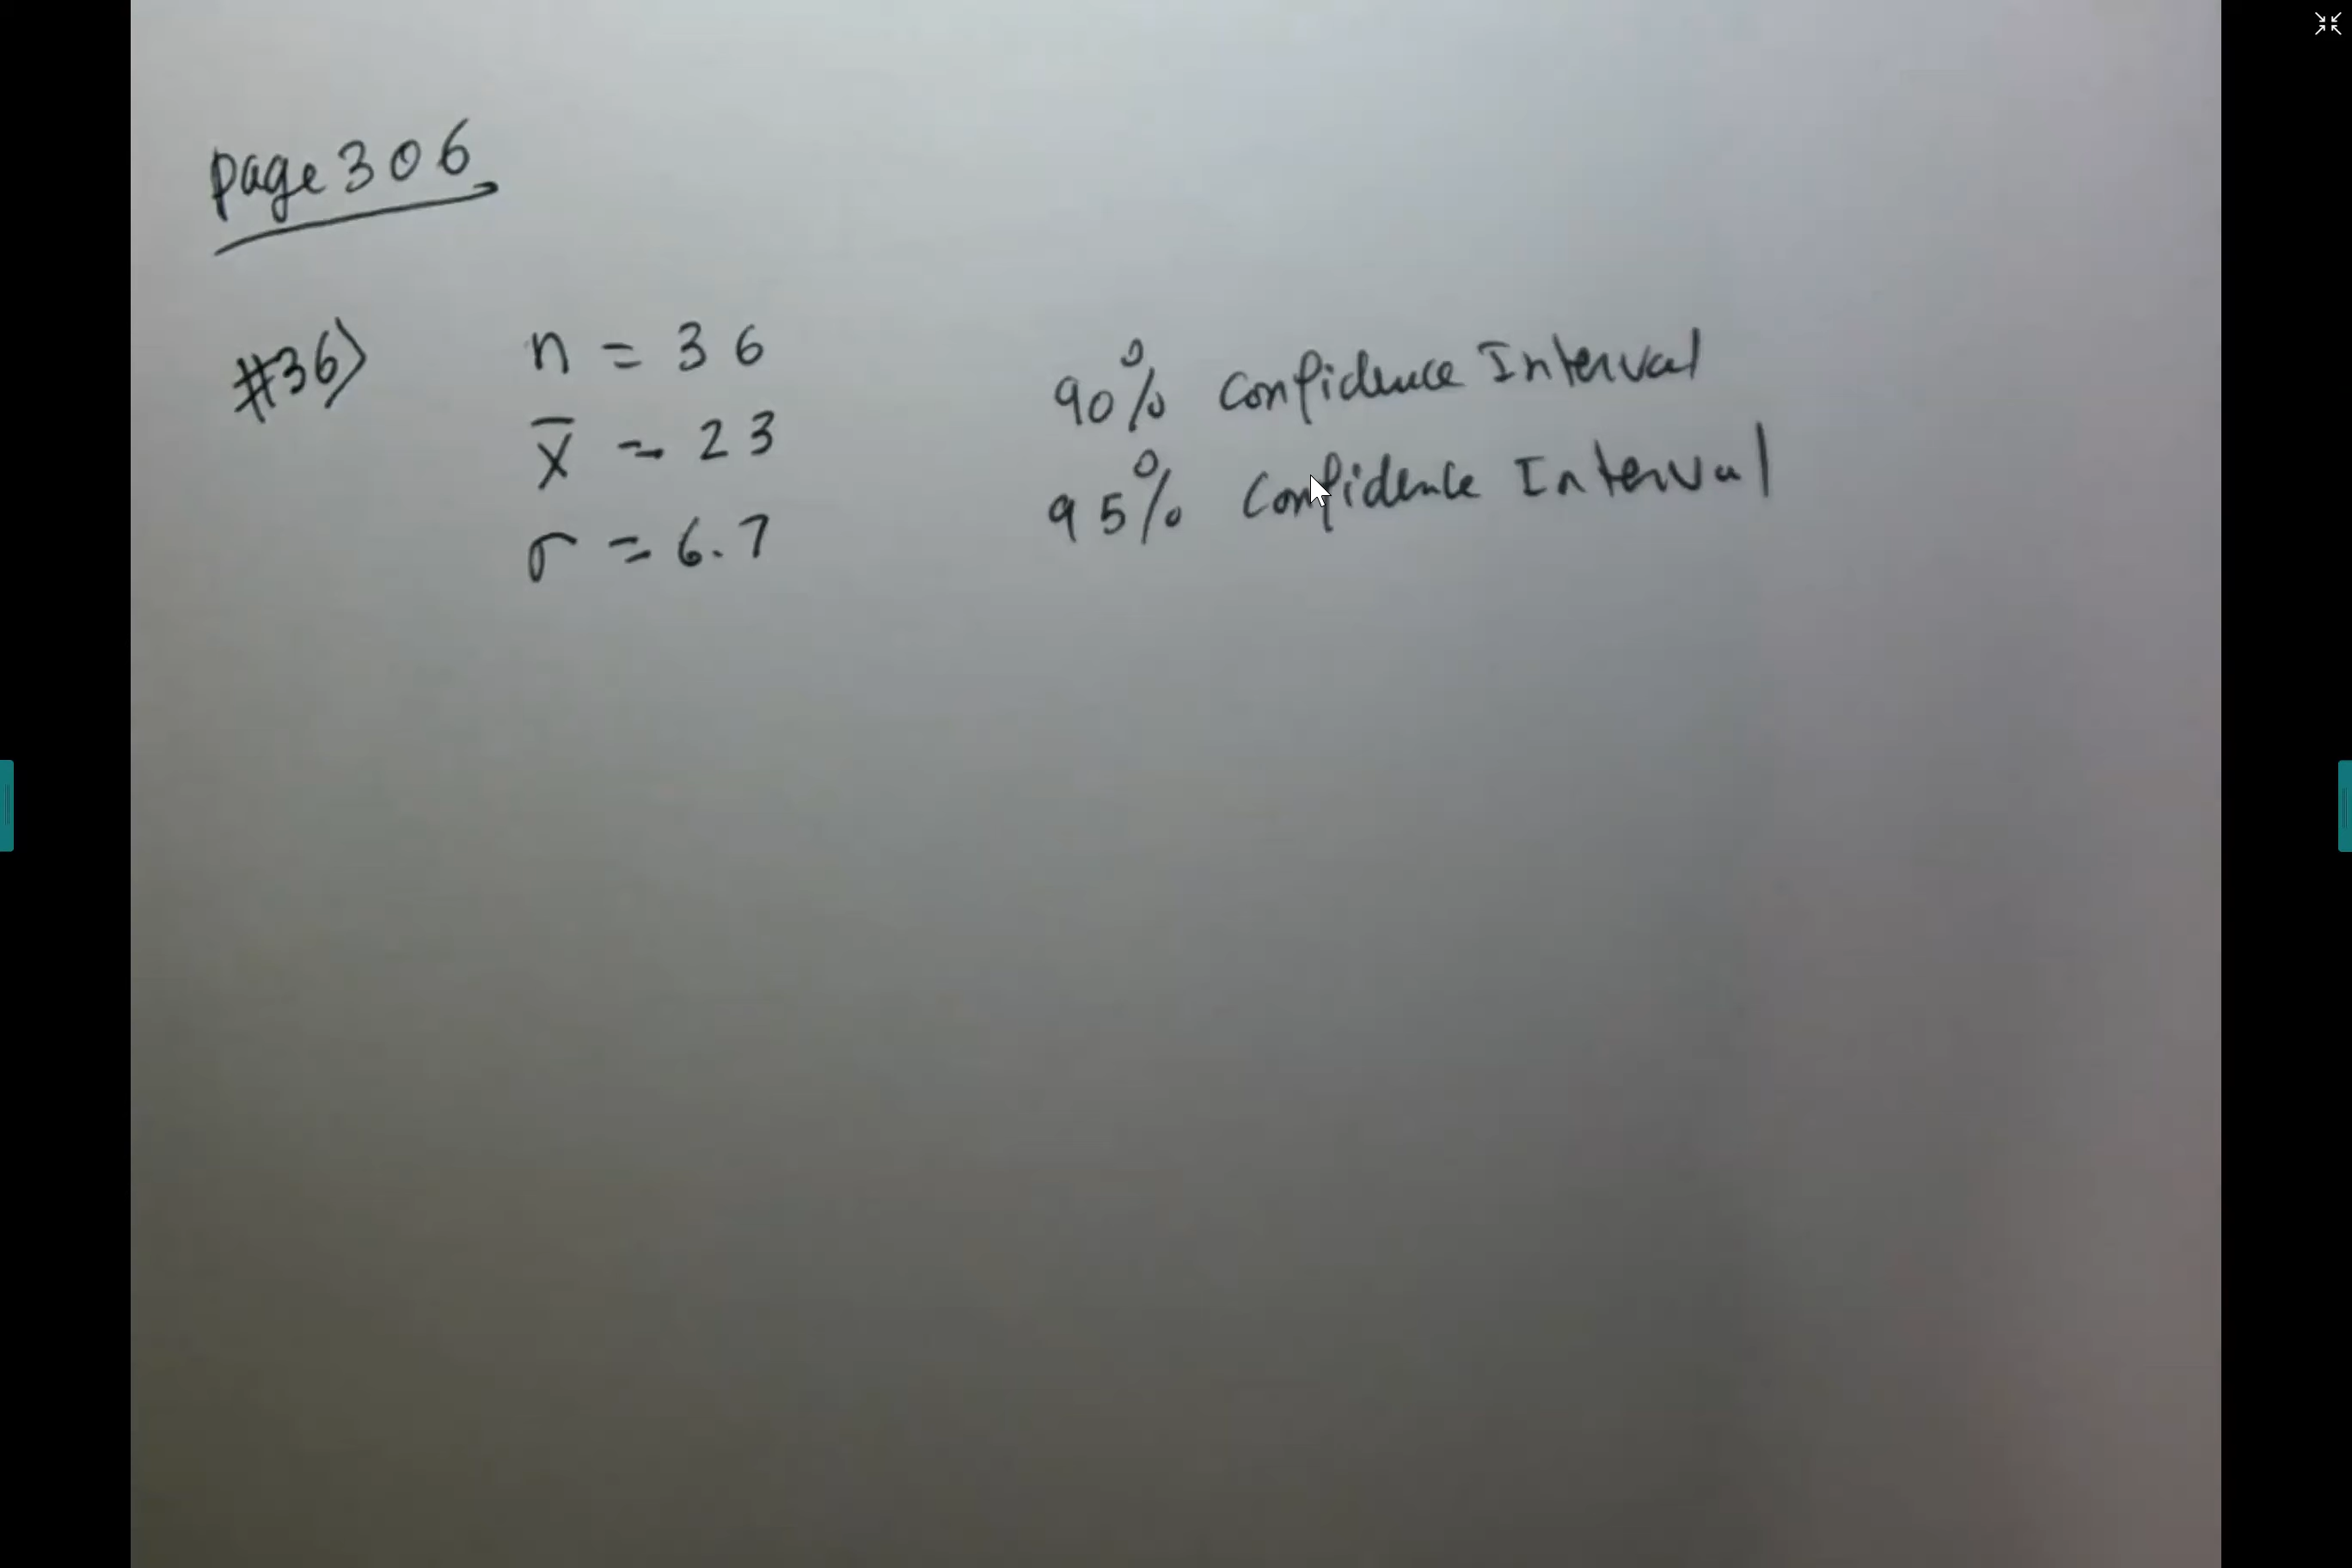 page 306
#36) n = 36 90% Confidence Interval
x̄ = 23 95% Confidence Interval
σ = 6.7